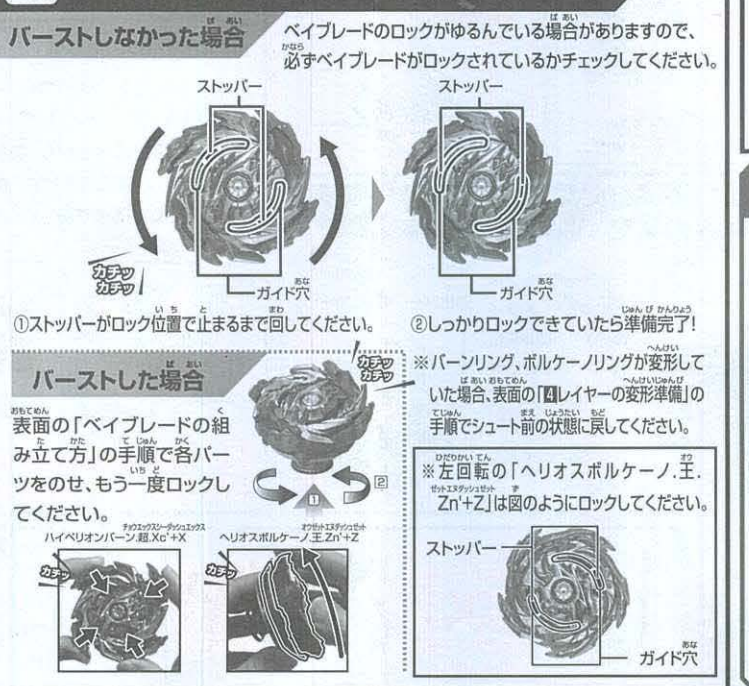 バーストしなかった場合
ベイブレードのロックがゆるんでいる場合がありますので、
必ずベイブレードがロックされているかチェックしてください。
ストッパー
ストッパー
カチッ
カチッ
ガイド穴
ガイド穴
①ストッパーがロック位置で止まるまで回してください。
②しっかりロックできていたら準備完了!
バーストした場合
カチッ
カチッ
表面の「ベイブレードの組
み立て方」の手順で各パー
ツをのせ、もう一度ロックし
てください。
1
2
ハイペリオンバーン.超.Xc'+X
カチッ
ヘリオスボルケーノ.王.Zn'+Z
カチッ
※バーンリング、ボルケーノリングが変形して
いた場合、表面の「4レイヤーの変形準備」の
手順でシュート前の状態に戻してください。
※左回転の「ヘリオスボルケーノ.王.
Zn'+Z」は図のようにロックしてください。
ストッパー
ガイド穴